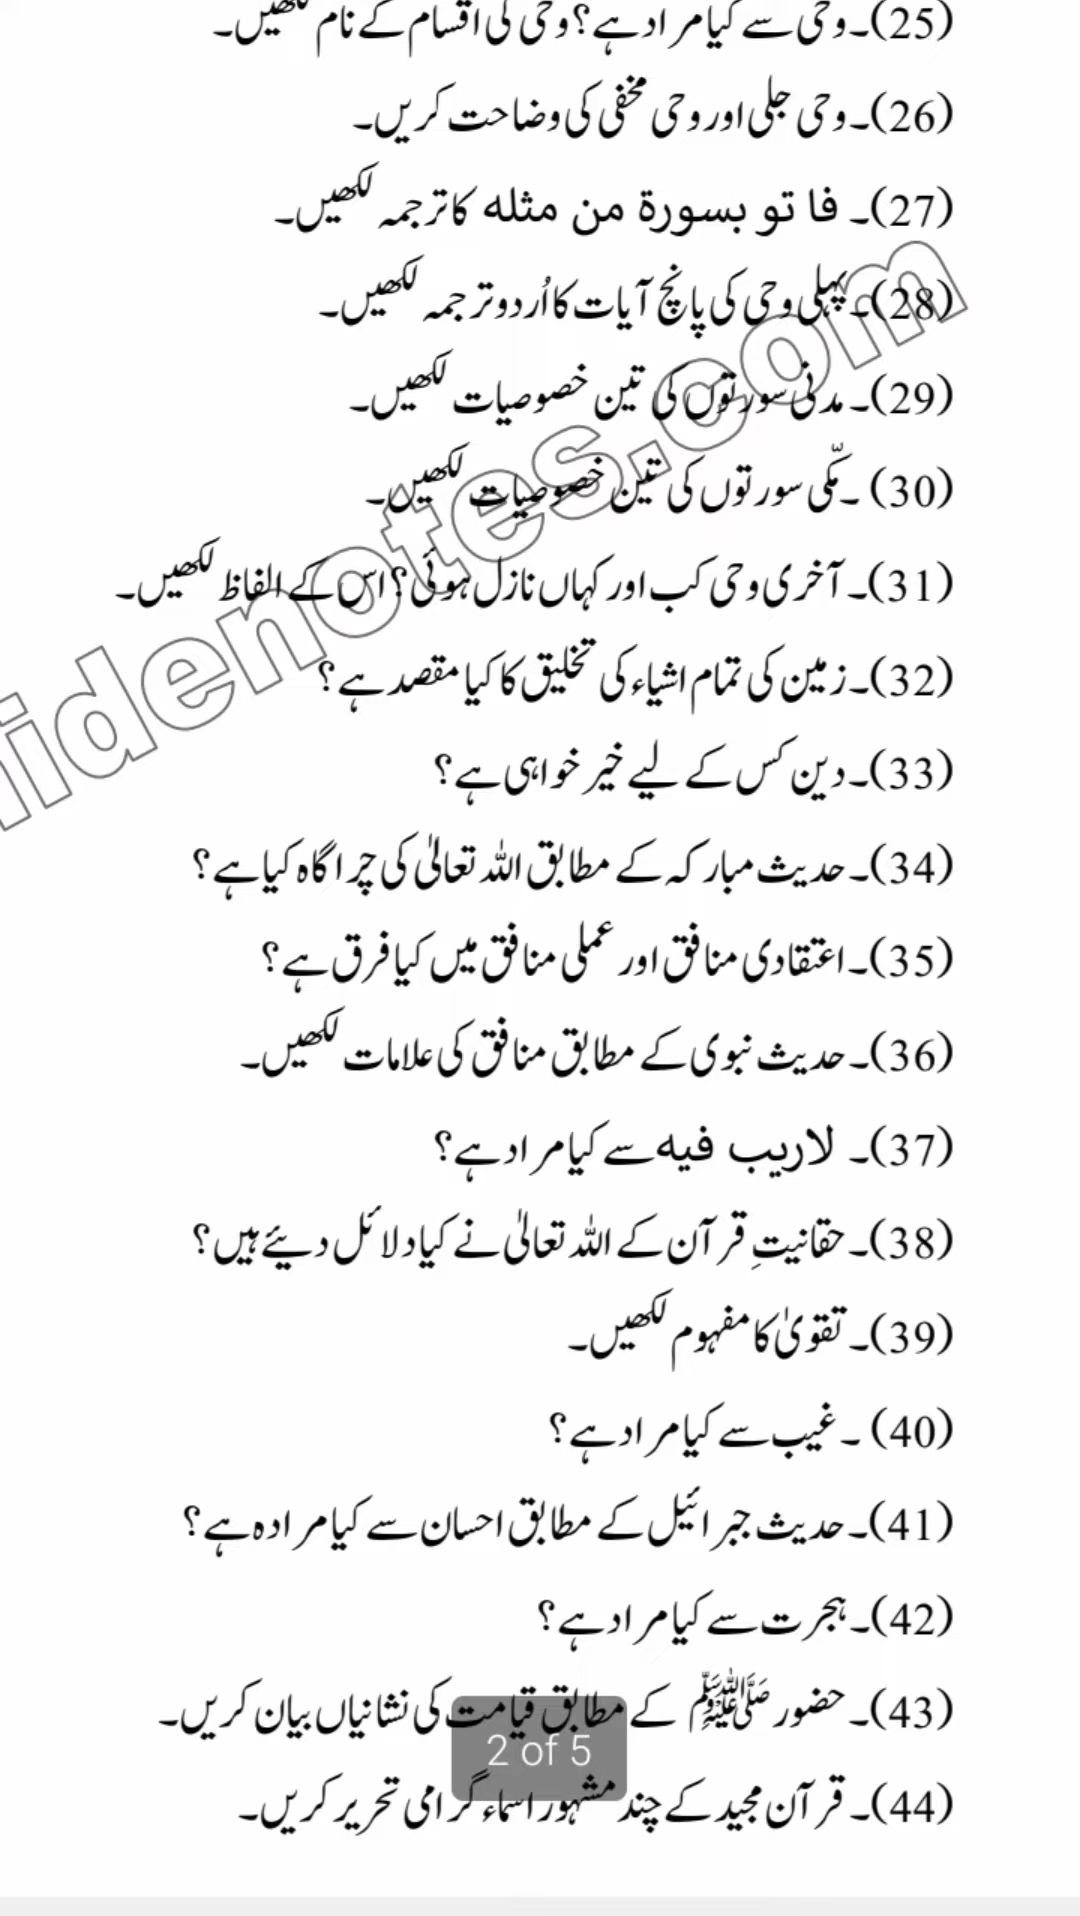 (25)۔وحی سے کیا مراد ہے؟ وحی کی اقسام کے نام لکھیں۔
(26)۔وحی جلی اور وحی مخفی کی وضاحت کریں۔
(27)۔ فا تو بسورة من مثله کا ترجمہ لکھیں۔
(28)۔پہلی وحی کی پانچ آیات کا اُردو ترجمہ لکھیں۔
(29)۔مدنی سورتوں کی تین خصوصیات لکھیں۔
(30)۔مکّی سورتوں کی تین خصوصیات لکھیں۔
(31)۔آخری وحی کب اور کہاں نازل ہوئی؟ اس کے الفاظ لکھیں۔
(32)۔زمین کی تمام اشیاء کی تخلیق کا کیا مقصد ہے؟
(33)۔دین کس کے لیے خیر خواہی ہے؟
(34)۔حدیث مبارکہ کے مطابق اللہ تعالیٰ کی چراگاہ کیا ہے؟
(35)۔اعتقادی منافق اور عملی منافق میں کیا فرق ہے؟
(36)۔حدیث نبوی کے مطابق منافق کی علامات لکھیں۔
(37)۔ لاریب فیه سے کیا مراد ہے؟
(38)۔حقانیتِ قرآن کے اللہ تعالیٰ نے کیا دلائل دیئے ہیں؟
(39)۔تقویٰ کا مفہوم لکھیں۔
(40)۔غیب سے کیا مراد ہے؟
(41)۔حدیث جبرائیل کے مطابق احسان سے کیا مرادہ ہے؟
(42)۔ہجرت سے کیا مراد ہے؟
(43)۔حضور ﷺ کے مطابق قیامت کی نشانیاں بیان کریں۔
2 of 5
(44)۔قرآن مجید کے چند مشہور اسماء گرامی تحریر کریں۔
idenotes.com